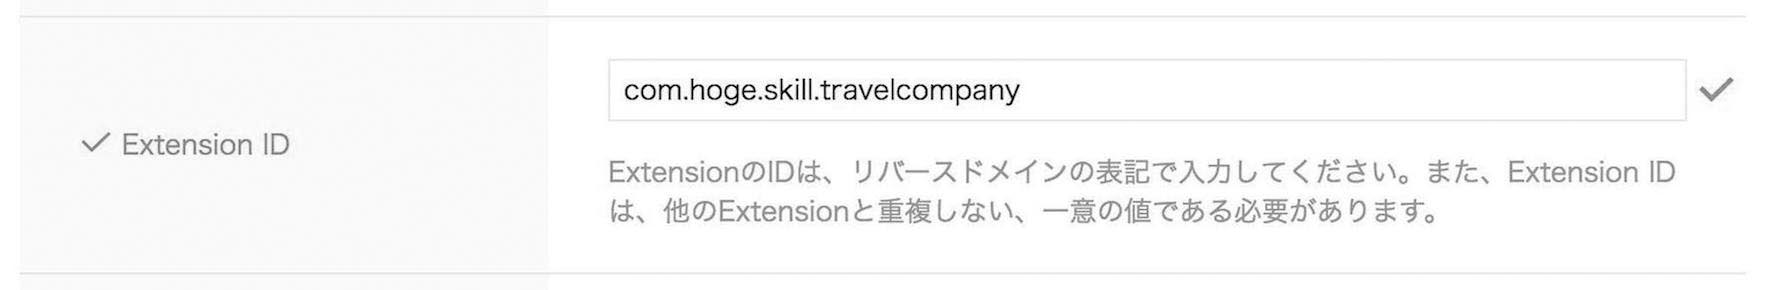 com.hoge.skill.travelcompany
Extension ID
ExtensionのIDは、リバースドメインの表記で入力してください。また、Extension ID
は、他のExtensionと重複しない、一意の値である必要があります。